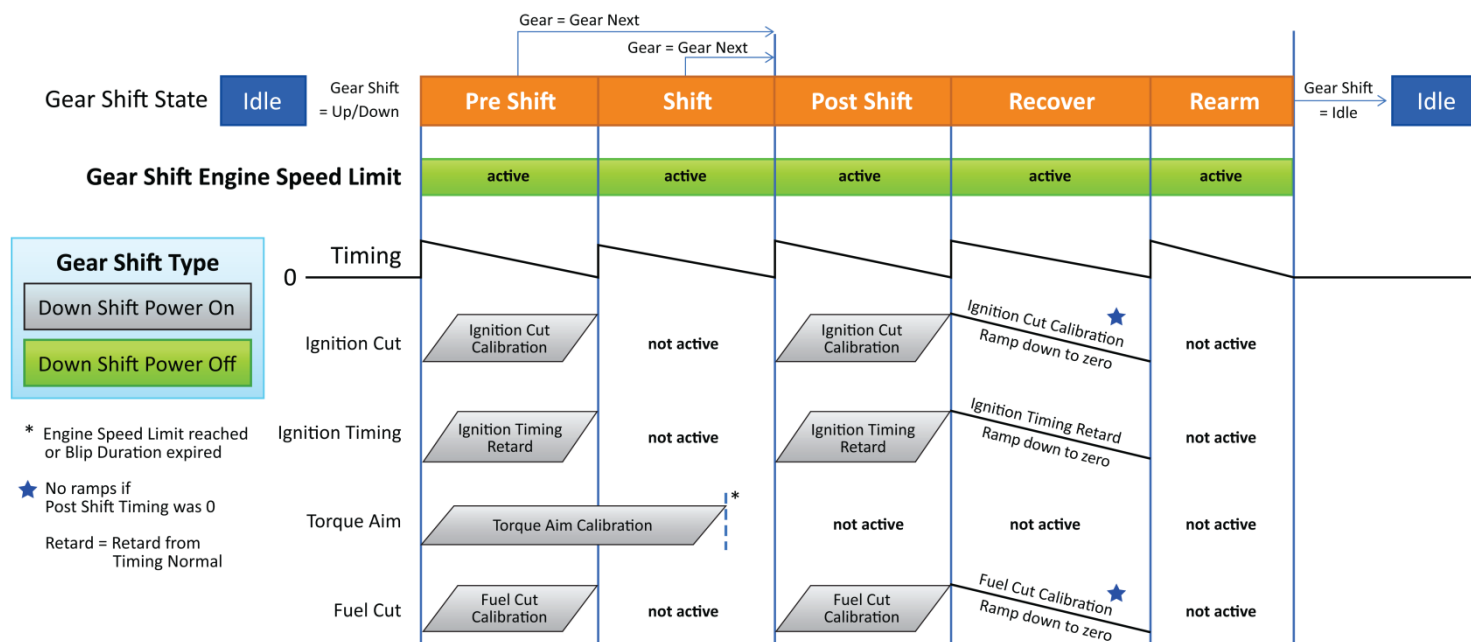 Gear = Gear Next
Gear = Gear Next
Gear Shift State
Idle
Gear Shift
= Up/Down
Pre Shift
Shift
Post Shift
Recover
Rearm
Gear Shift
= Idle
Idle
Gear Shift Engine Speed Limit
active
active
active
active
active
Gear Shift Type
Down Shift Power On
Down Shift Power Off
* Engine Speed Limit reached
or Blip Duration expired
★ No ramps if
Post Shift Timing was 0
Retard = Retard from
Timing Normal
Timing
0
Ignition Cut
Ignition Cut
Calibration
not active
Ignition Cut
Calibration
Ignition Cut Calibration
★
Ramp down to zero
not active
Ignition Timing
Ignition Timing
Retard
not active
Ignition Timing
Retard
Ignition Timing Retard
Ramp down to zero
not active
Torque Aim
Torque Aim Calibration
*
not active
not active
not active
Fuel Cut
Fuel Cut
Calibration
not active
Fuel Cut
Calibration
Fuel Cut Calibration
★
Ramp down to zero
not active